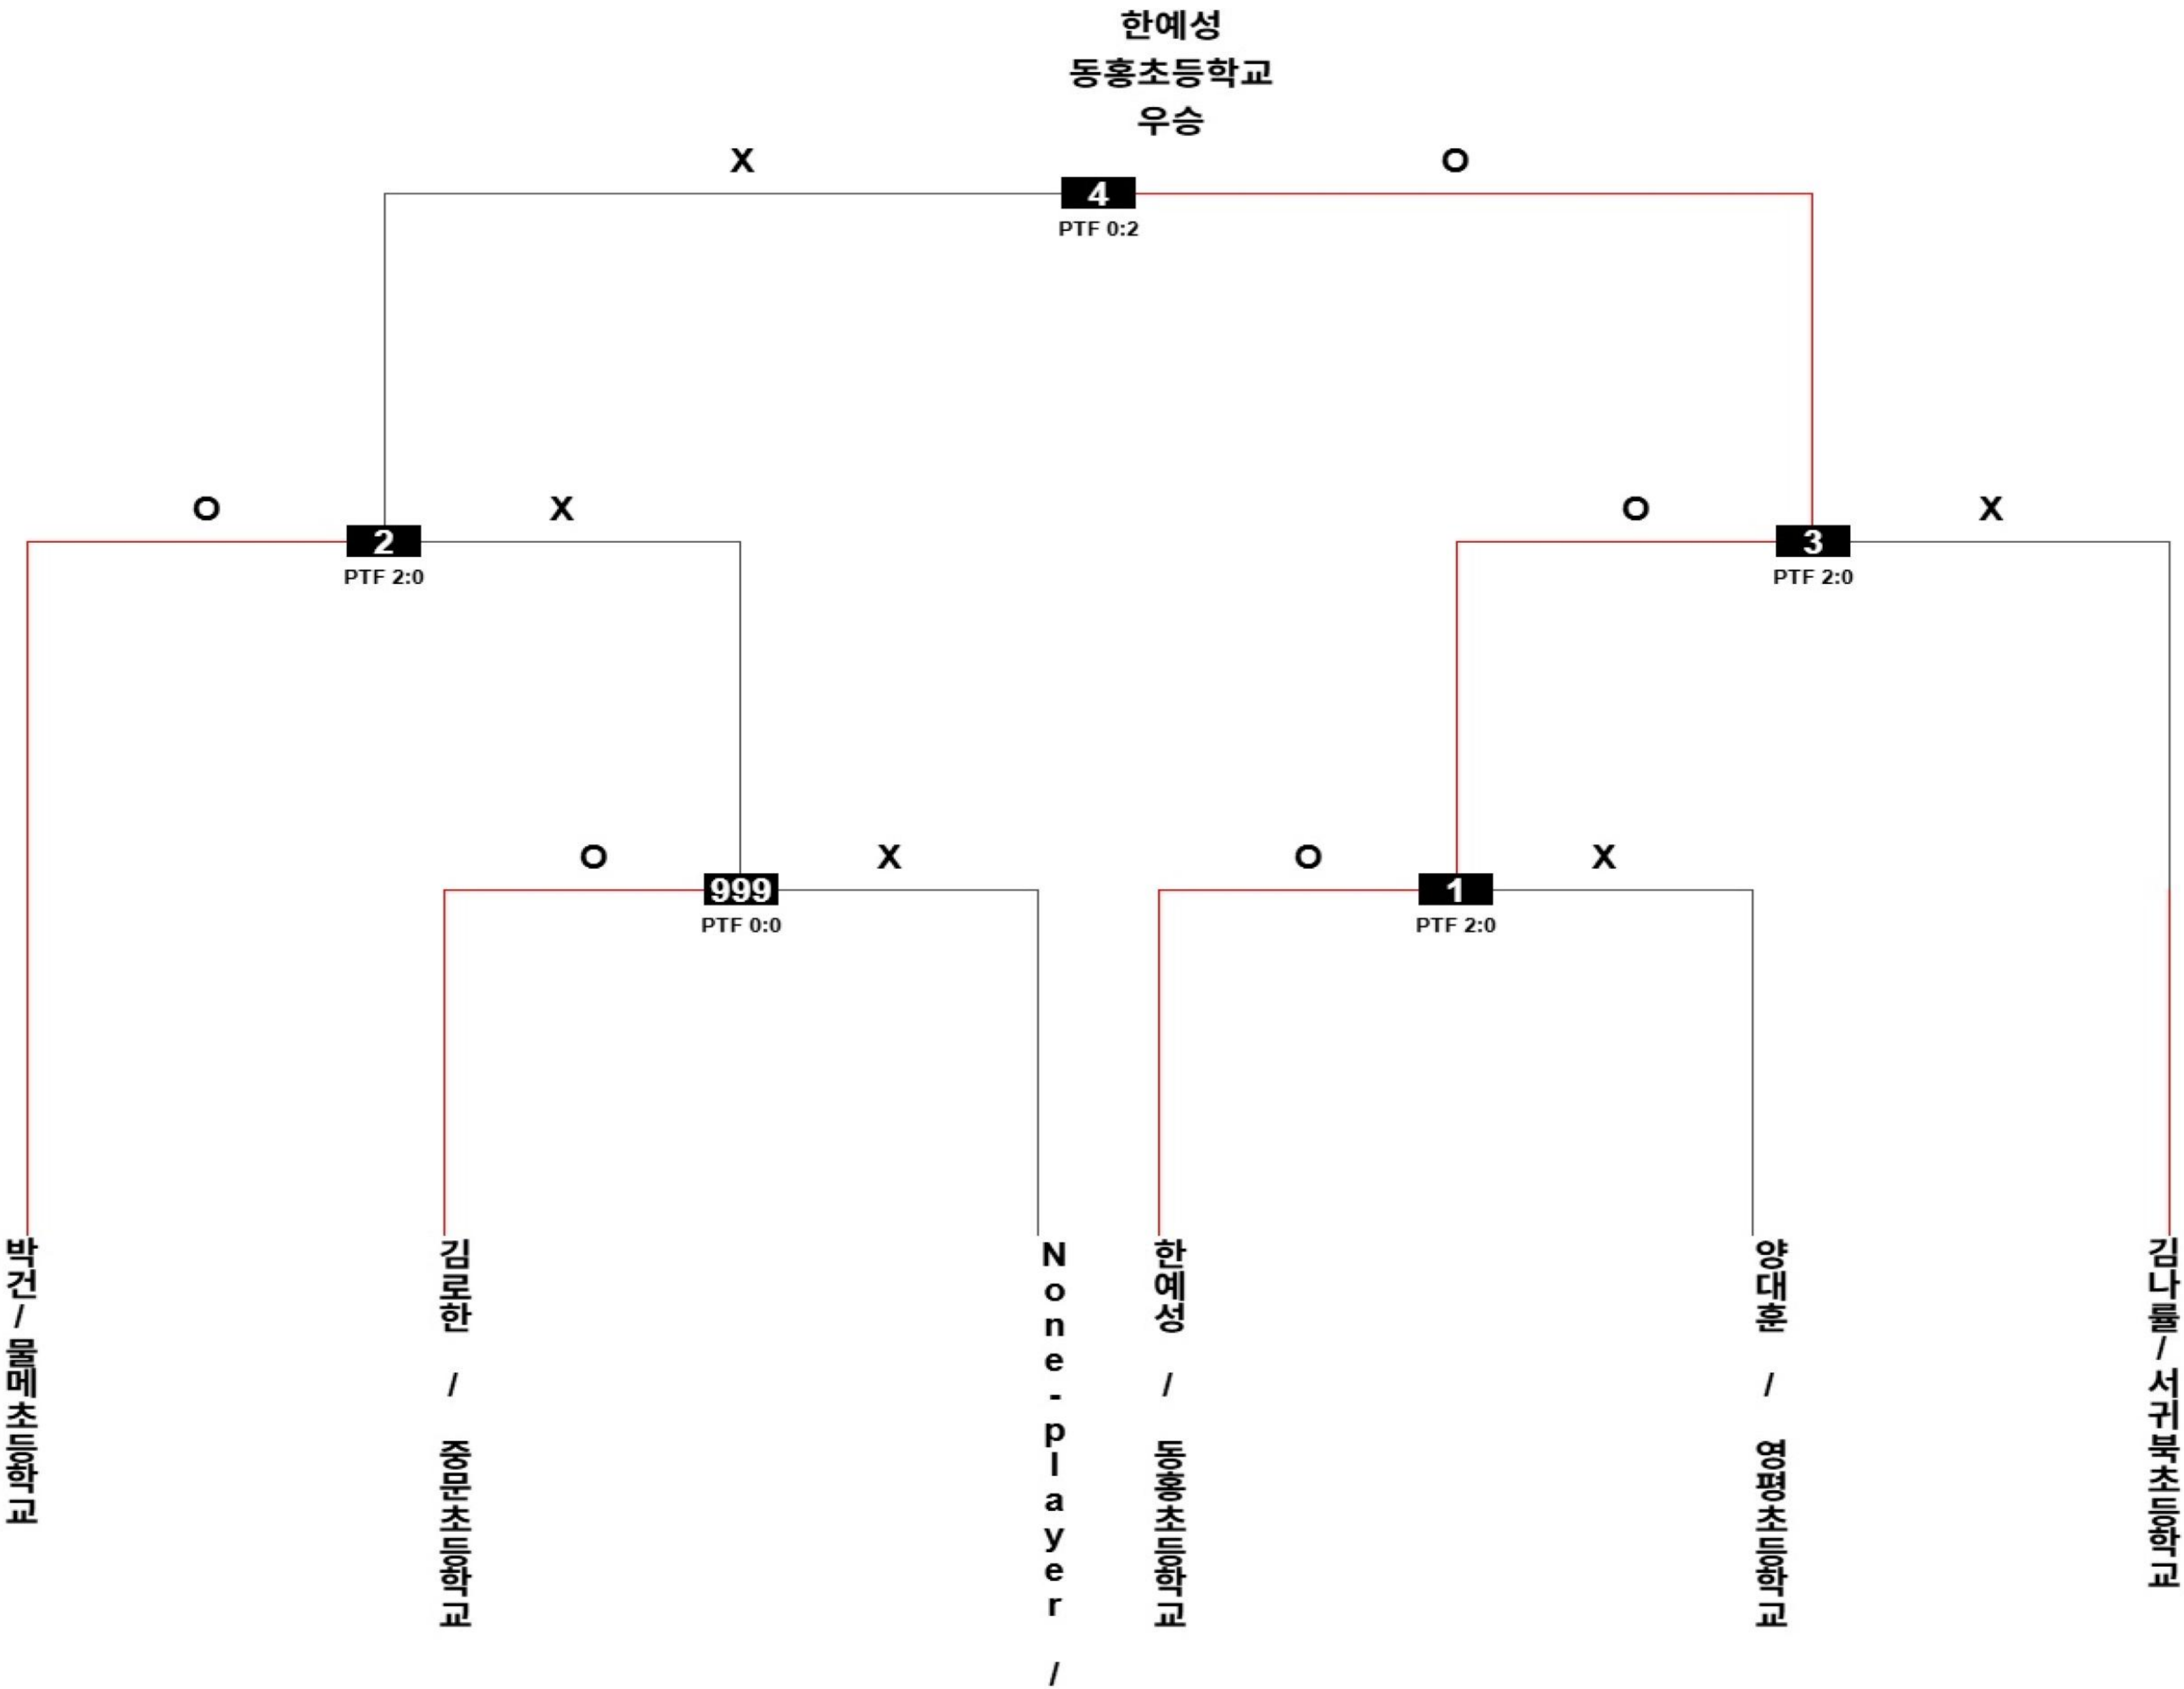 한예성
동홍초등학교
우승
X
O
4
PTF 0:2
O
X
O
X
2
3
PTF 2:0
PTF 2:0
O
X
O
X
999
1
PTF 0:0
PTF 2:0
박건/물메초등학교
김로한 / 중문초등학교
None-player /
한예성 / 동홍초등학교
양대훈 / 영평초등학교
김나률/서귀북초등학교